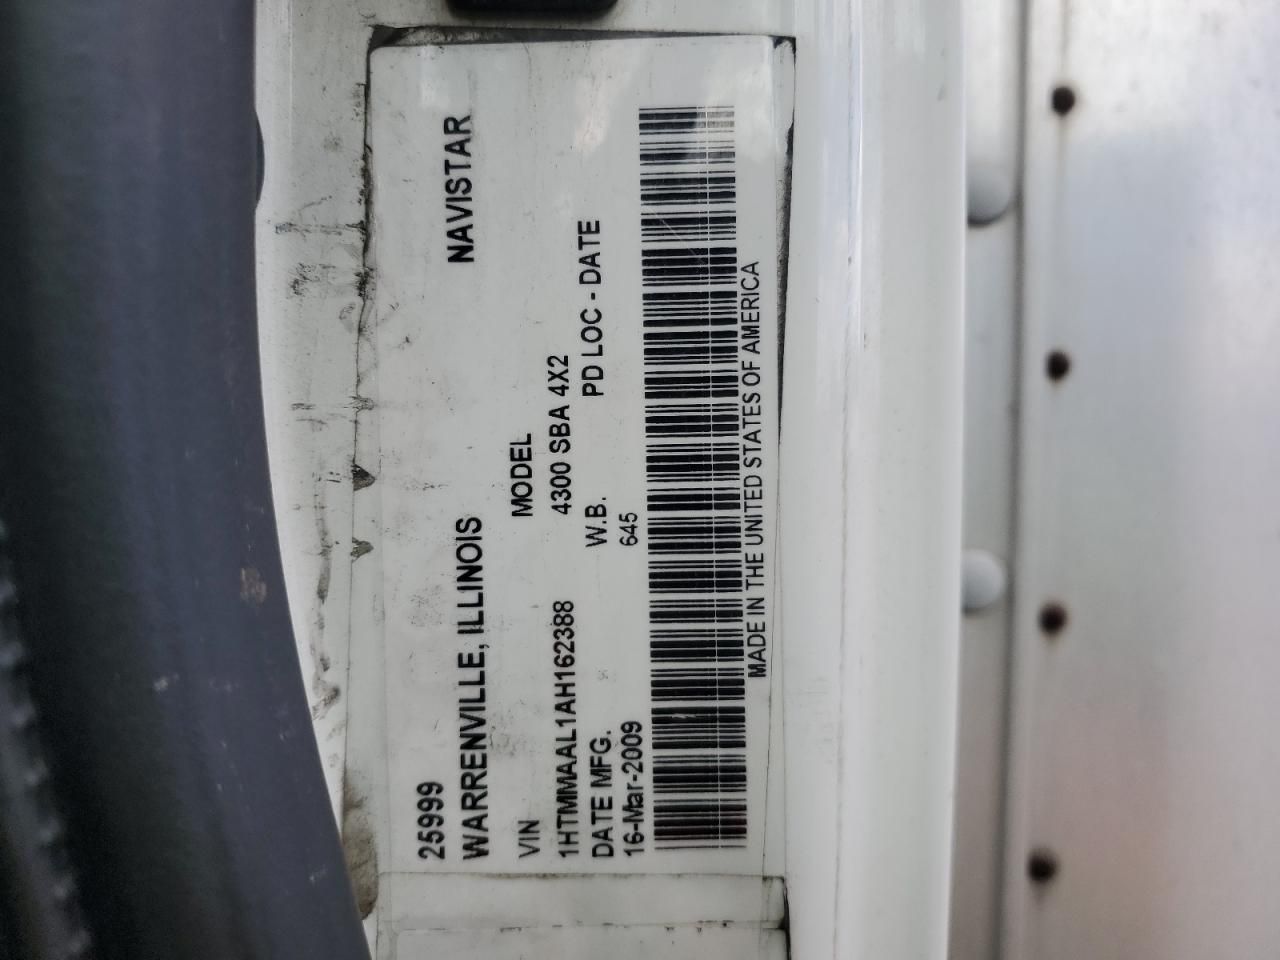 25999
WARRENVILLE, ILLINOIS NAVISTAR
VIN MODEL
1HTMMAAL1AH162388 4300 SBA 4X2
DATE MFG. W.B. PD LOC - DATE
16-Mar-2009 645
MADE IN THE UNITED STATES OF AMERICA